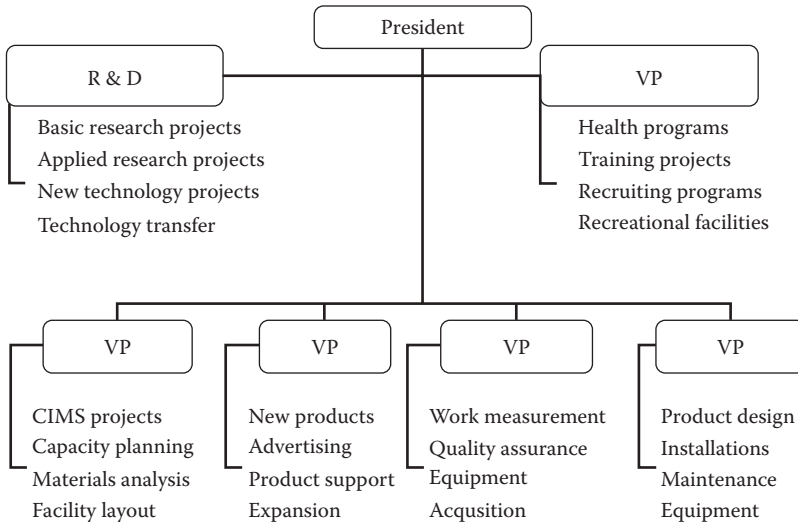 President
R & D
Basic research projects
Applied research projects
New technology projects
Technology transfer
VP
Health programs
Training projects
Recruiting programs
Recreational facilities
VP
CIMS projects
Capacity planning
Materials analysis
Facility layout
VP
New products
Advertising
Product support
Expansion
VP
Work measurement
Quality assurance
Equipment
Acqusition
VP
Product design
Installations
Maintenance
Equipment